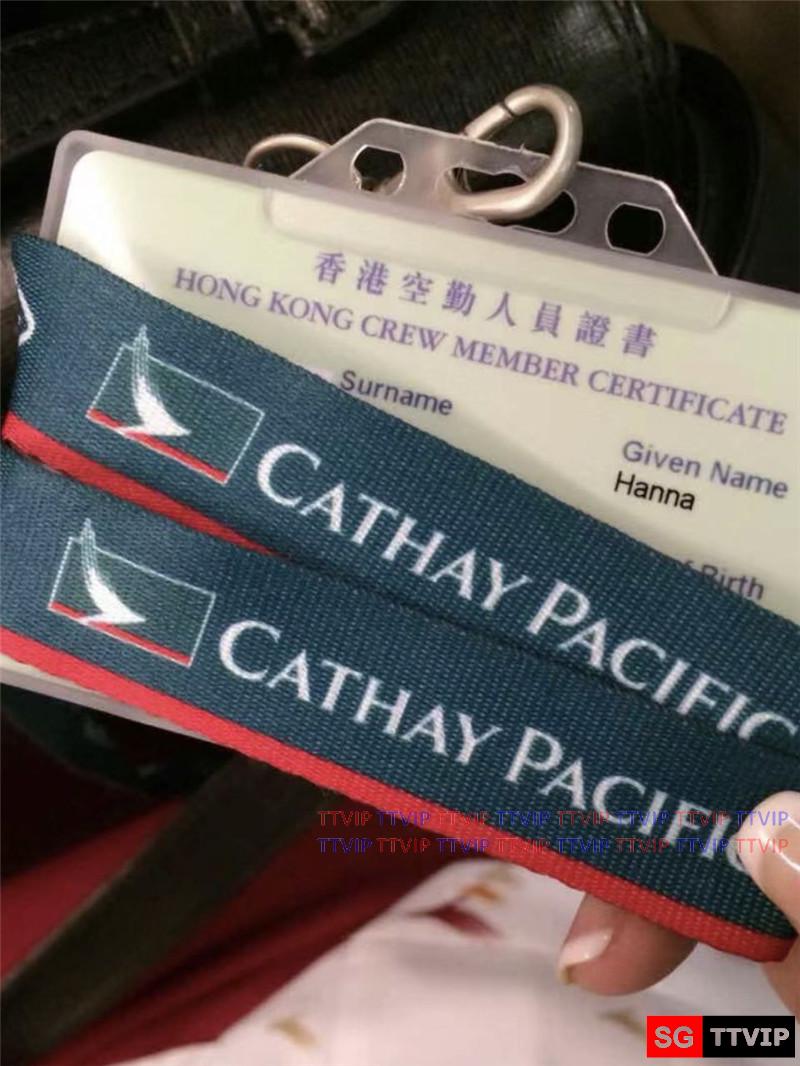 香港空勤人員證書
HONG KONG CREW MEMBER CERTIFICATE
Surname
Given Name
Hanna
Birth
CATHAY PACIFIC
CATHAY PACIFIC
TTVIP TTVIP TTVIP TTVIP TTVIP TTVIP TTVIP TTVIP
TTVIP TTVIP TTVIP TTVIP TTVIP TTVIP TTVIP TTVIP
SG TTVIP